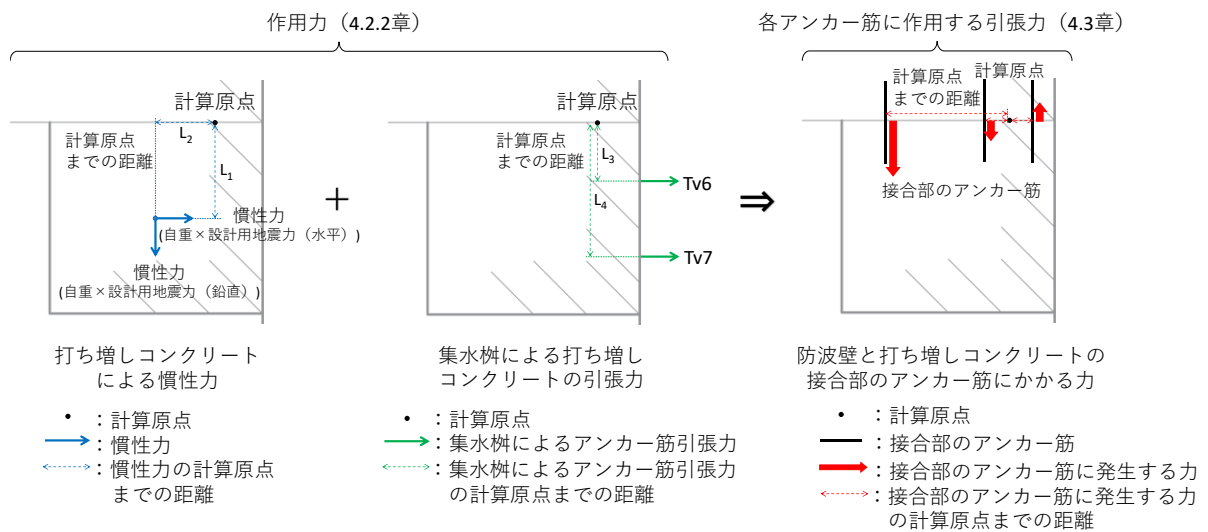 作用力（4.2.2章）
計算原点
L₂
計算原点
までの距離
L₁
慣性力
(自重×設計用地震力（水平）)
慣性力
(自重×設計用地震力（鉛直）)
打ち増しコンクリート
による慣性力
•：計算原点
：慣性力
：慣性力の計算原点
までの距離
＋
計算原点
計算原点
までの距離
L₃
Tv6
L₄
Tv7
集水桝による打ち増し
コンクリートの引張力
•：計算原点
：集水桝によるアンカー筋引張力
：集水桝によるアンカー筋引張力
の計算原点までの距離
⇒
各アンカー筋に作用する引張力（4.3章）
計算原点
計算原点
までの距離
接合部のアンカー筋
防波壁と打ち増しコンクリートの
接合部のアンカー筋にかかる力
•：計算原点
：接合部のアンカー筋
：接合部のアンカー筋に発生する力
：接合部のアンカー筋に発生する力
の計算原点までの距離